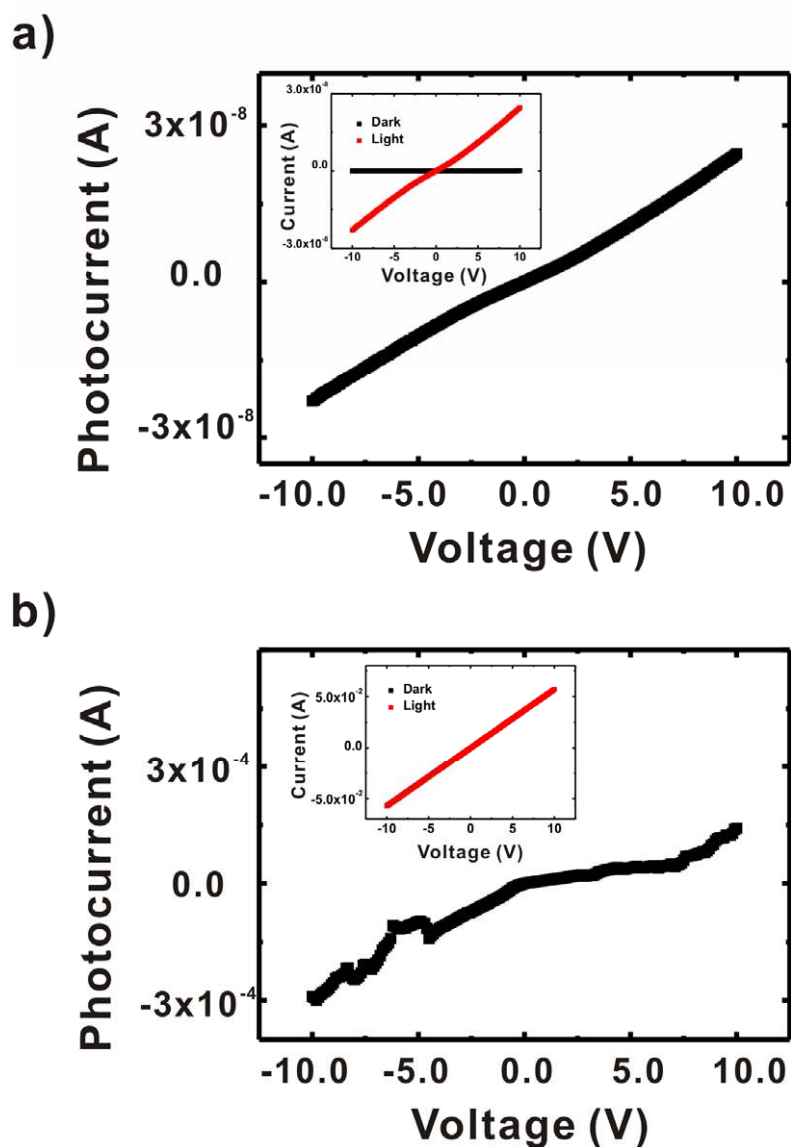 a)
Photocurrent (A)
3x10⁻⁸
0.0
-3x10⁻⁸
-10.0 -5.0 0.0 5.0 10.0
Voltage (V)
Current (A)
3.0x10⁻⁸
0.0
-3.0x10⁻⁸
Dark
Light
-10 -5 0 5 10
Voltage (V)
b)
Photocurrent (A)
3x10⁻⁴
0.0
-3x10⁻⁴
-10.0 -5.0 0.0 5.0 10.0
Voltage (V)
Current (A)
5.0x10⁻²
0.0
-5.0x10⁻²
Dark
Light
-10 -5 0 5 10
Voltage (V)